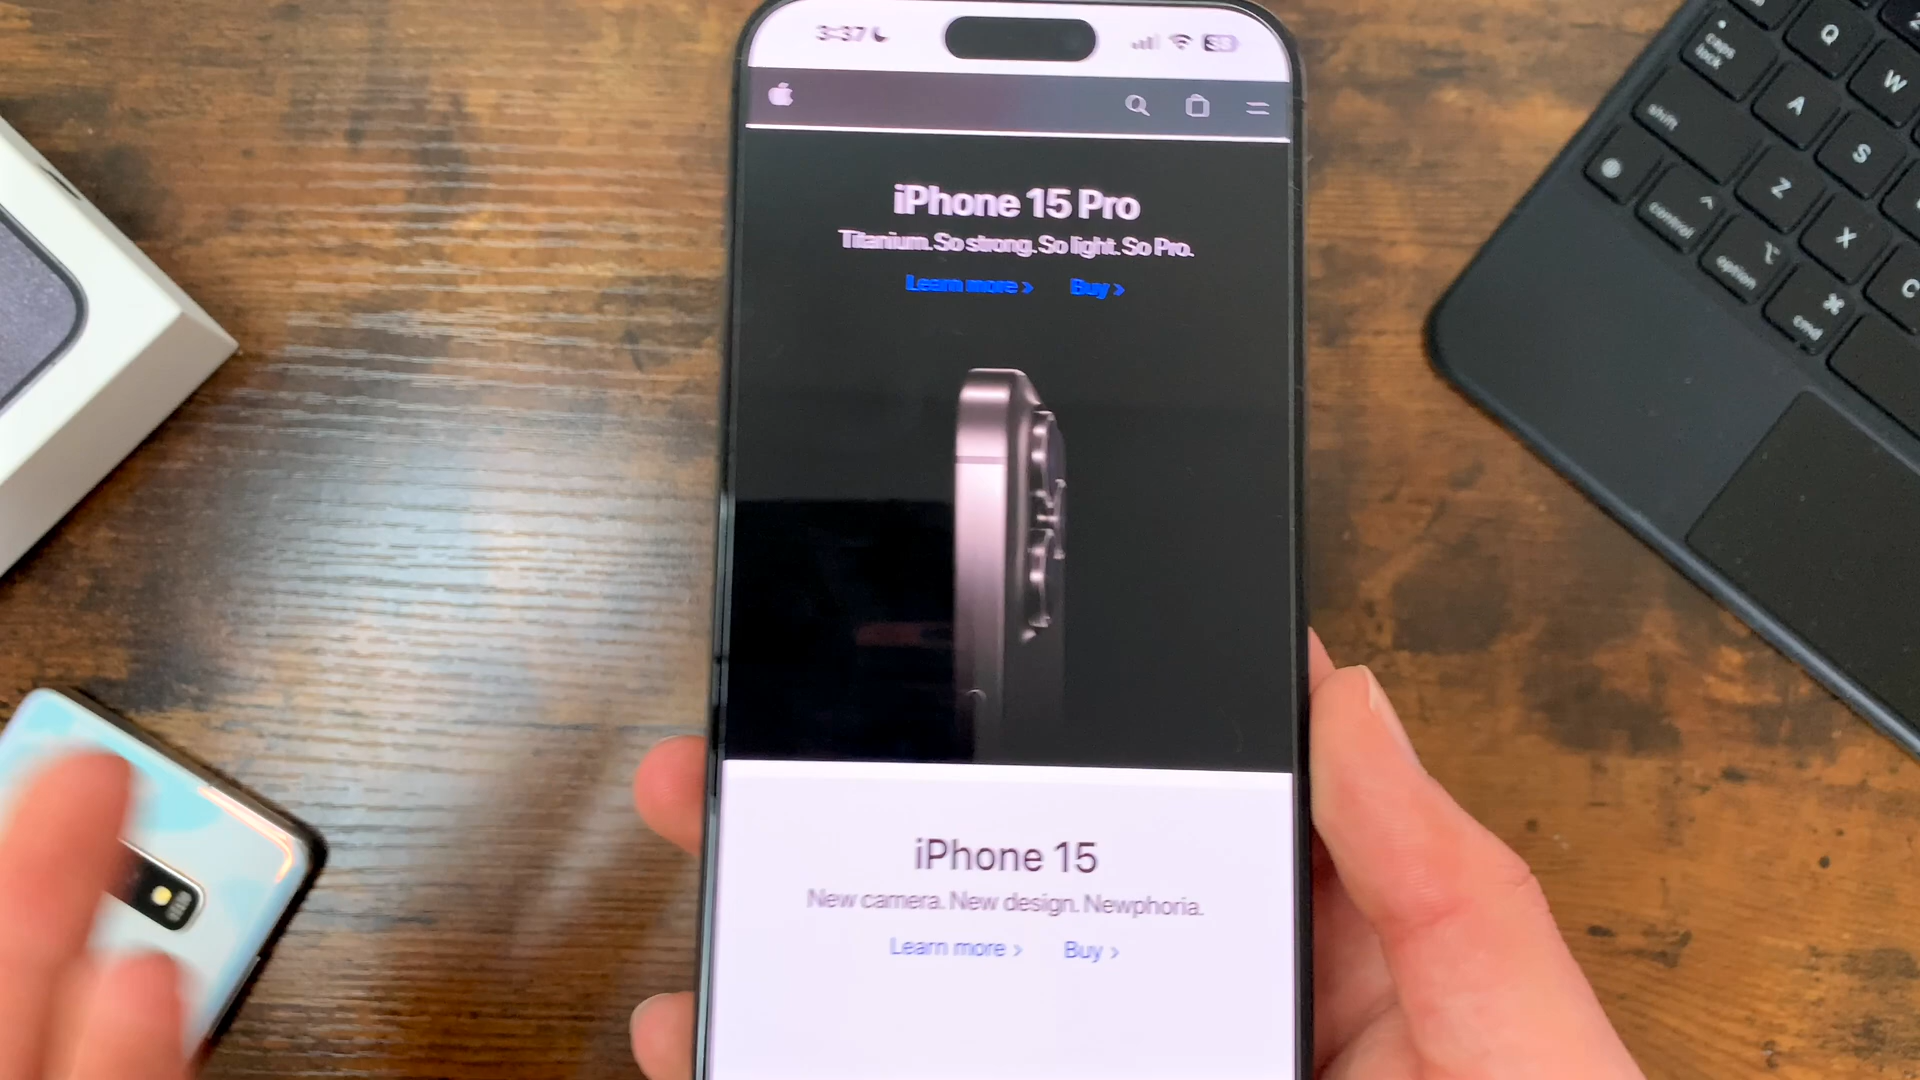 3:37
iPhone 15 Pro
Titanium. So strong. So light. So Pro.
Learn more >
Buy >
iPhone 15
New camera. New design. Newphoria.
Learn more >
Buy >
caps lock
Q
W
A
S
shift
Z
X
C
control
option
cmd